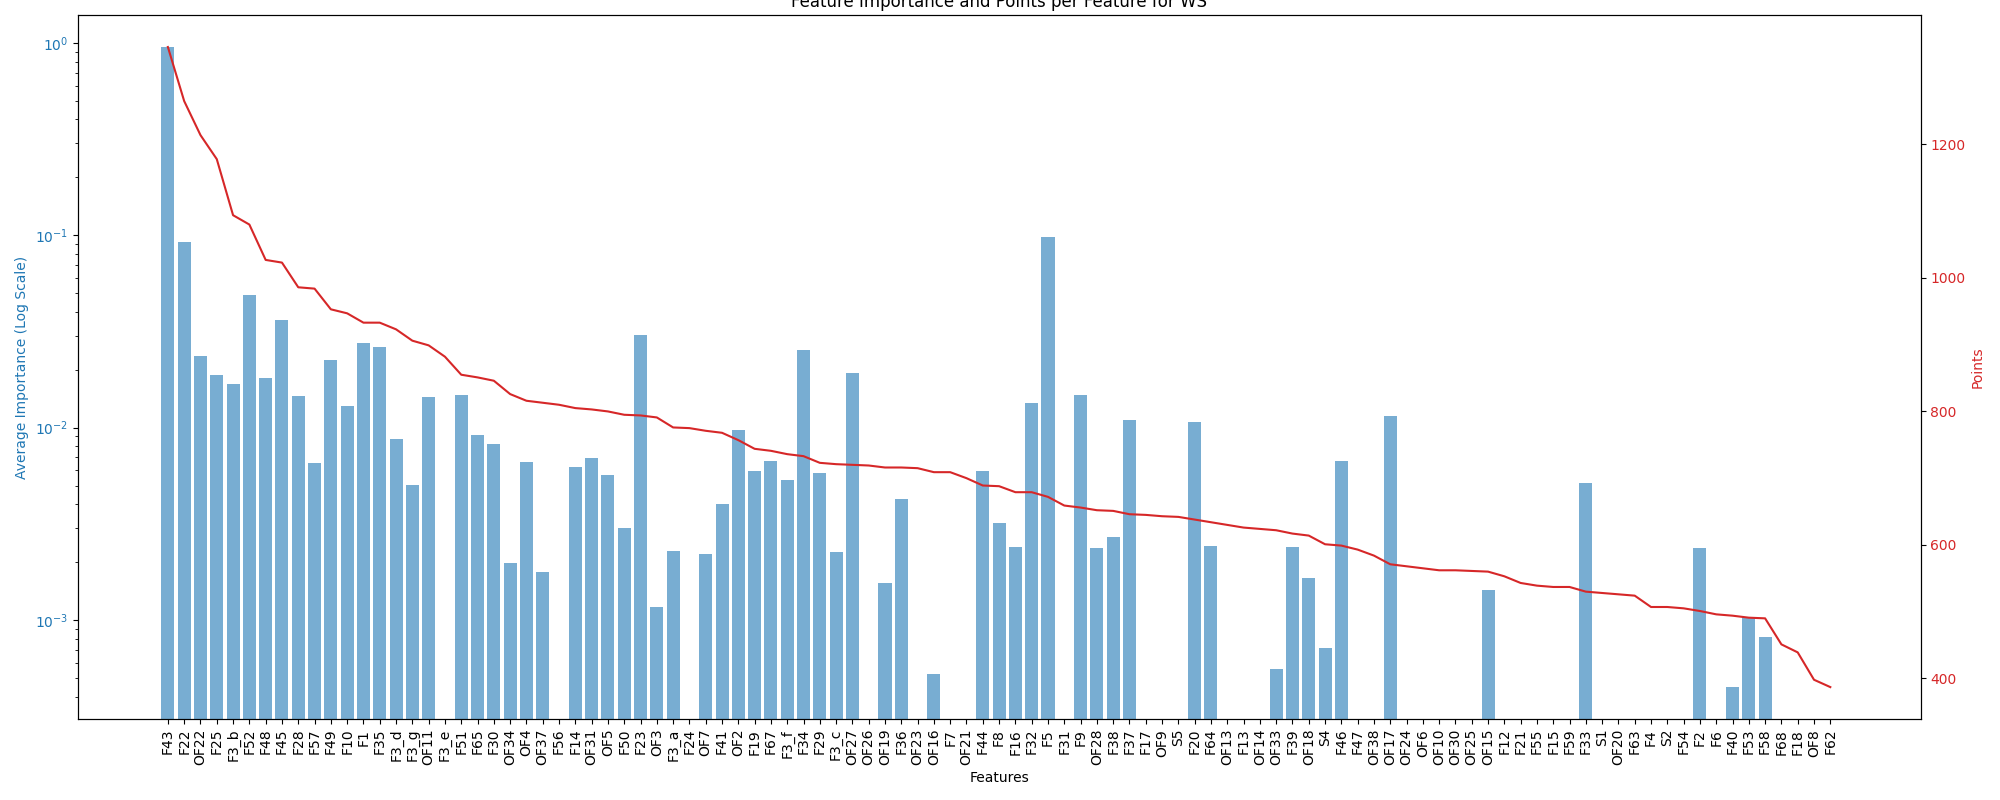 Feature Importance and Points per Feature for WS
10⁰
10⁻¹
10⁻²
10⁻³
Average Importance (Log Scale)
1200
1000
800
600
400
Points
F43 F22 OF22 F25 F3_b F52 F48 F45 F28 F57 F49 F10 F1 F35 F3_d F3_g OF11 F3_e F51 F65 F30 OF34 OF4 OF37 F56 F14 OF31 OF5 F50 F23 OF3 F3_a F24 OF7 F41 OF2 F19 F67 F3_f F34 F29 F3_c OF27 OF26 OF19 F36 OF23 OF16 F7 OF21 F44 F8 F16 F32 F5 F31 F9 OF28 F38 F37 F17 OF9 S5 F20 F64 OF13 F13 OF14 OF33 F39 OF18 S4 F46 F47 OF38 OF17 OF24 OF6 OF10 OF30 OF25 OF15 F12 F21 F55 F15 F59 F33 S1 OF20 F63 F4 S2 F54 F2 F6 F40 F53 F58 F68 F18 OF8 F62
Features